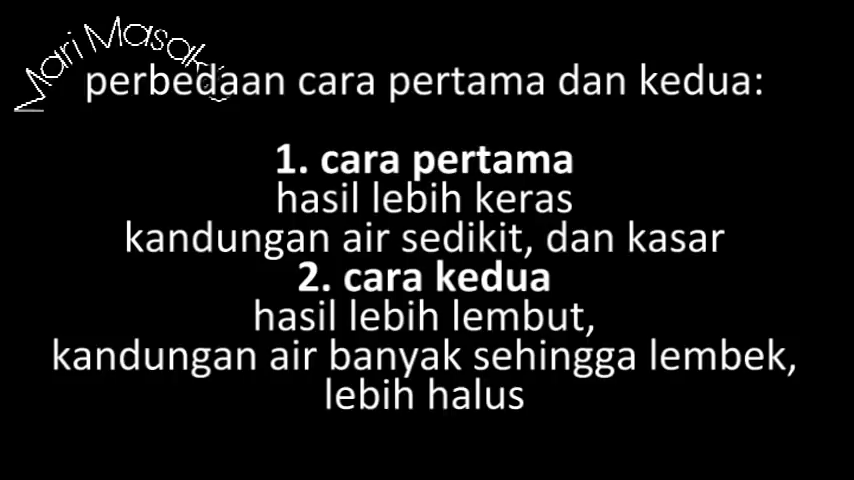 Mari Masak
perbedaan cara pertama dan kedua:
1. cara pertama
hasil lebih keras
kandungan air sedikit, dan kasar
2. cara kedua
hasil lebih lembut,
kandungan air banyak sehingga lembek,
lebih halus